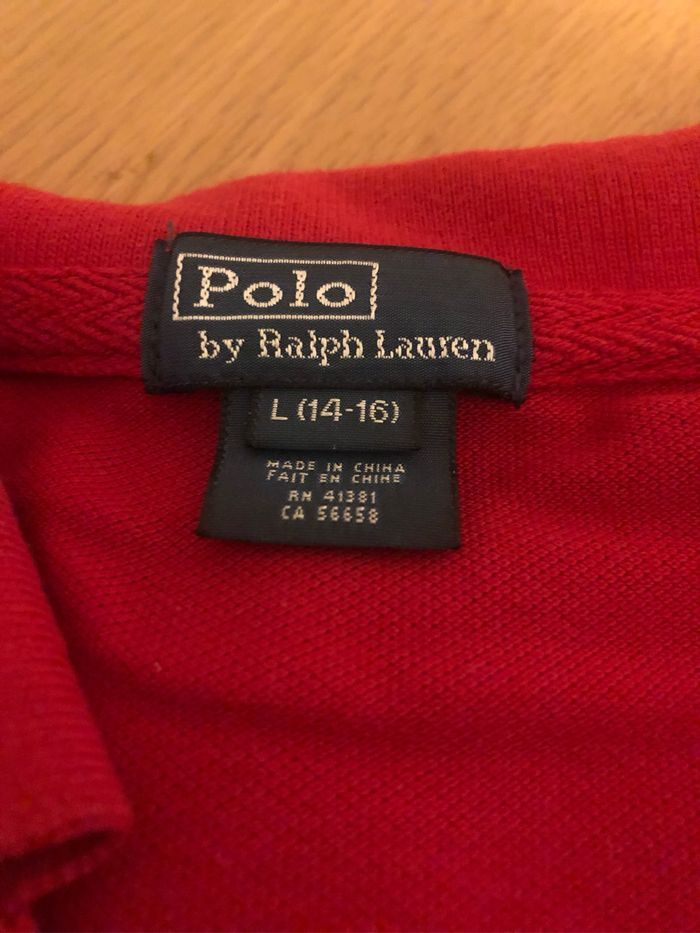 Polo
by Ralph Lauren
L (14-16)
MADE IN CHINA
FAIT EN CHINE
RN 41381
CA 56658